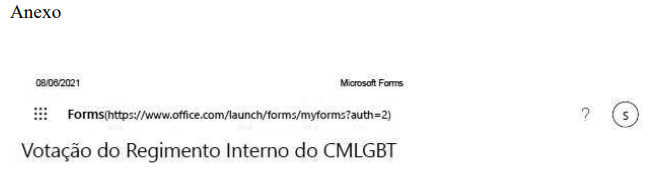 Anexo
08/06/2021 Microsoft Forms
Forms(https://www.office.com/launch/forms/myforms?auth=2) ? S
Votação do Regimento Interno do CMLGBT